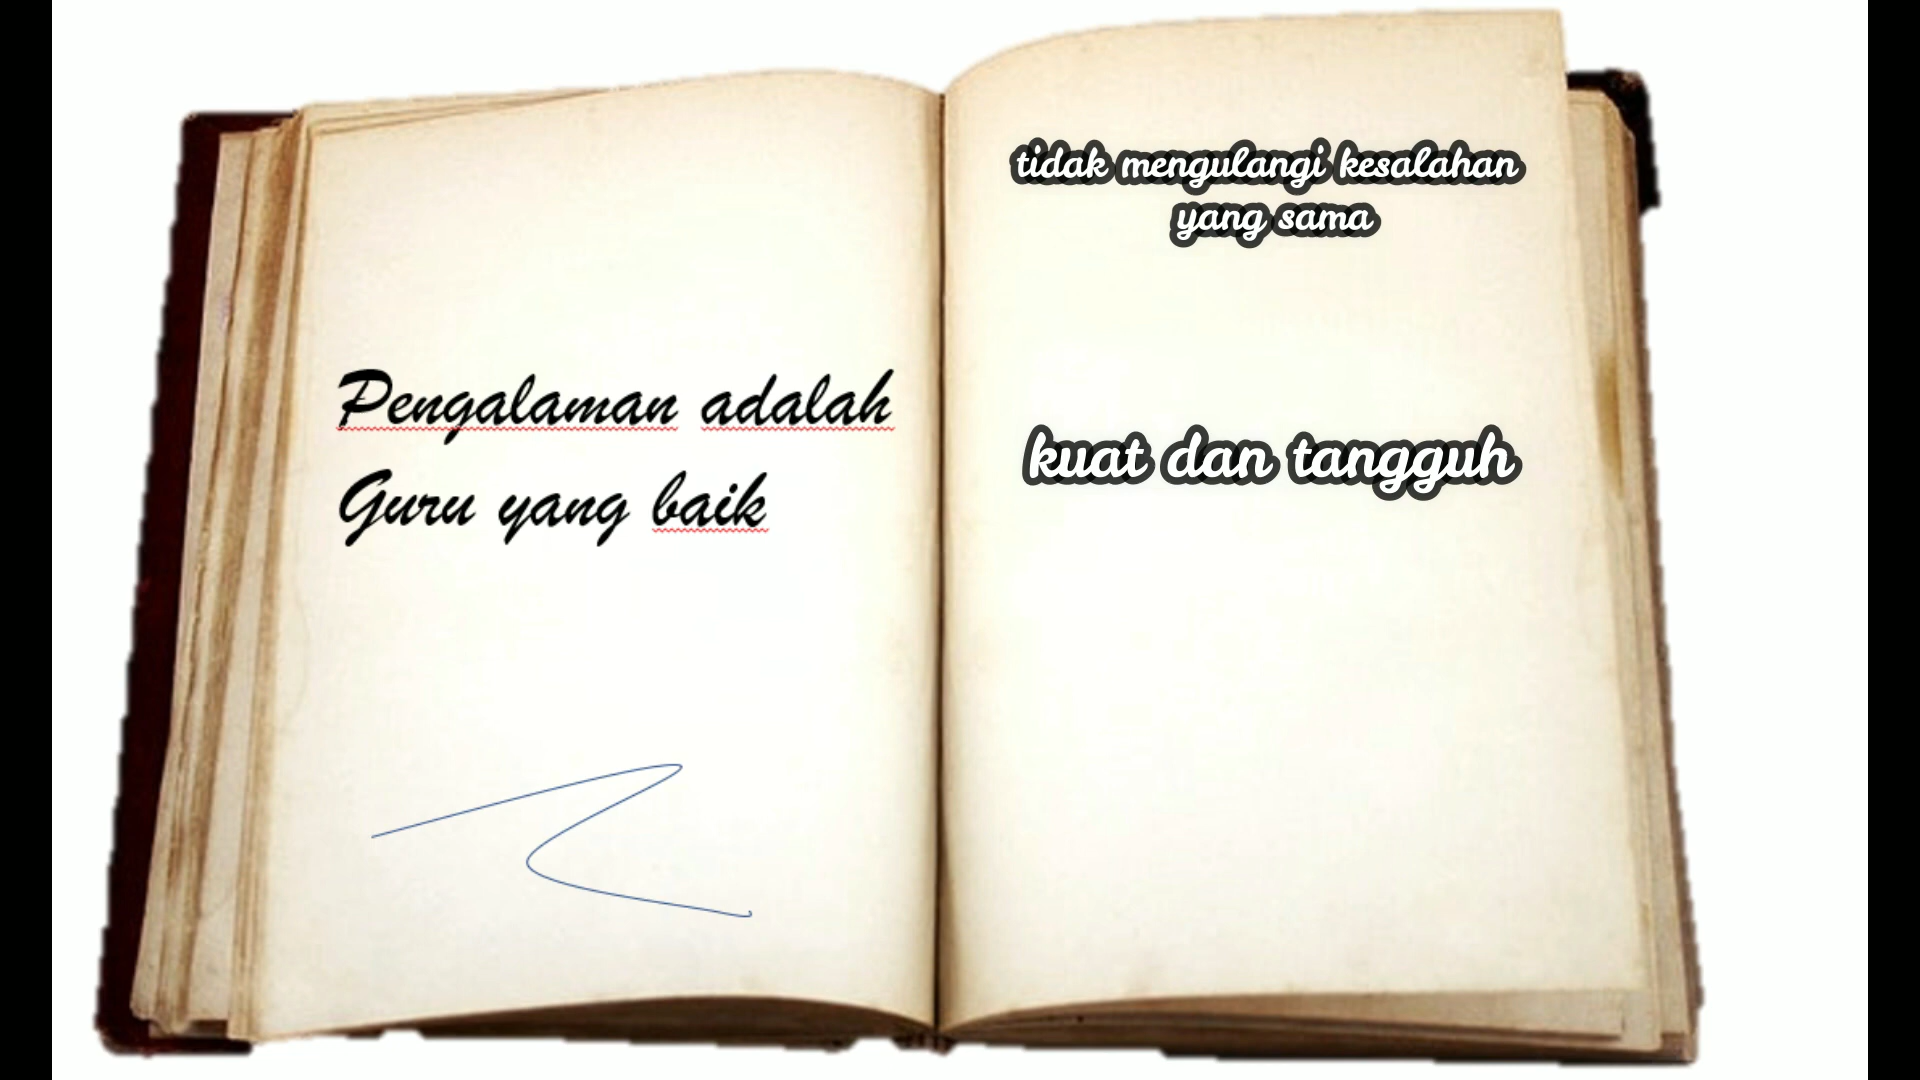 Pengalaman adalah
Guru yang baik
tidak mengulangi kesalahan
yang sama
kuat dan tangguh